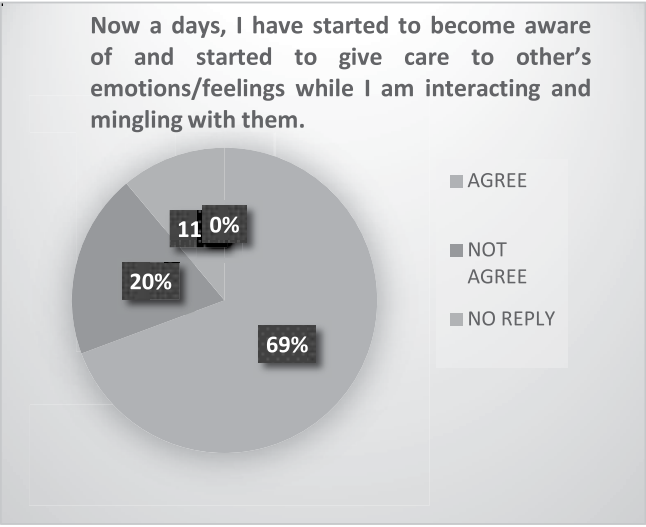 Now a days, I have started to become aware
of and started to give care to other's
emotions/feelings while I am interacting and
mingling with them.
AGREE
11
0%
NOT
AGREE
20%
NO REPLY
69%